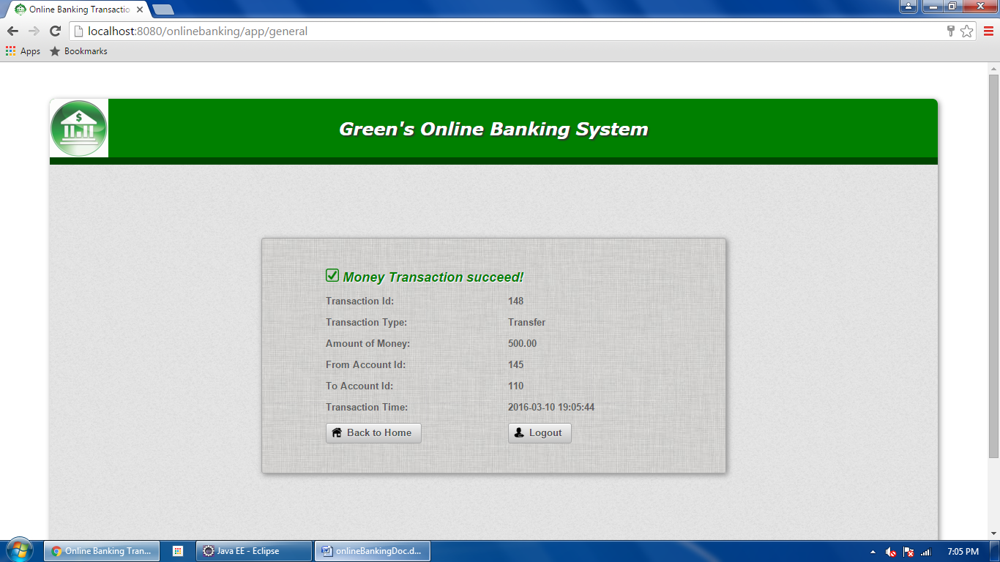 Online Banking Transactio
localhost:8080/onlinebanking/app/general
Apps Bookmarks
$
Green's Online Banking System
Money Transaction succeed!
Transaction Id: 148
Transaction Type: Transfer
Amount of Money: 500.00
From Account Id: 145
To Account Id: 110
Transaction Time: 2016-03-10 19:05:44
Back to Home Logout
Online Banking Tran... Java EE - Eclipse onlineBankingDoc.d... 7:05 PM